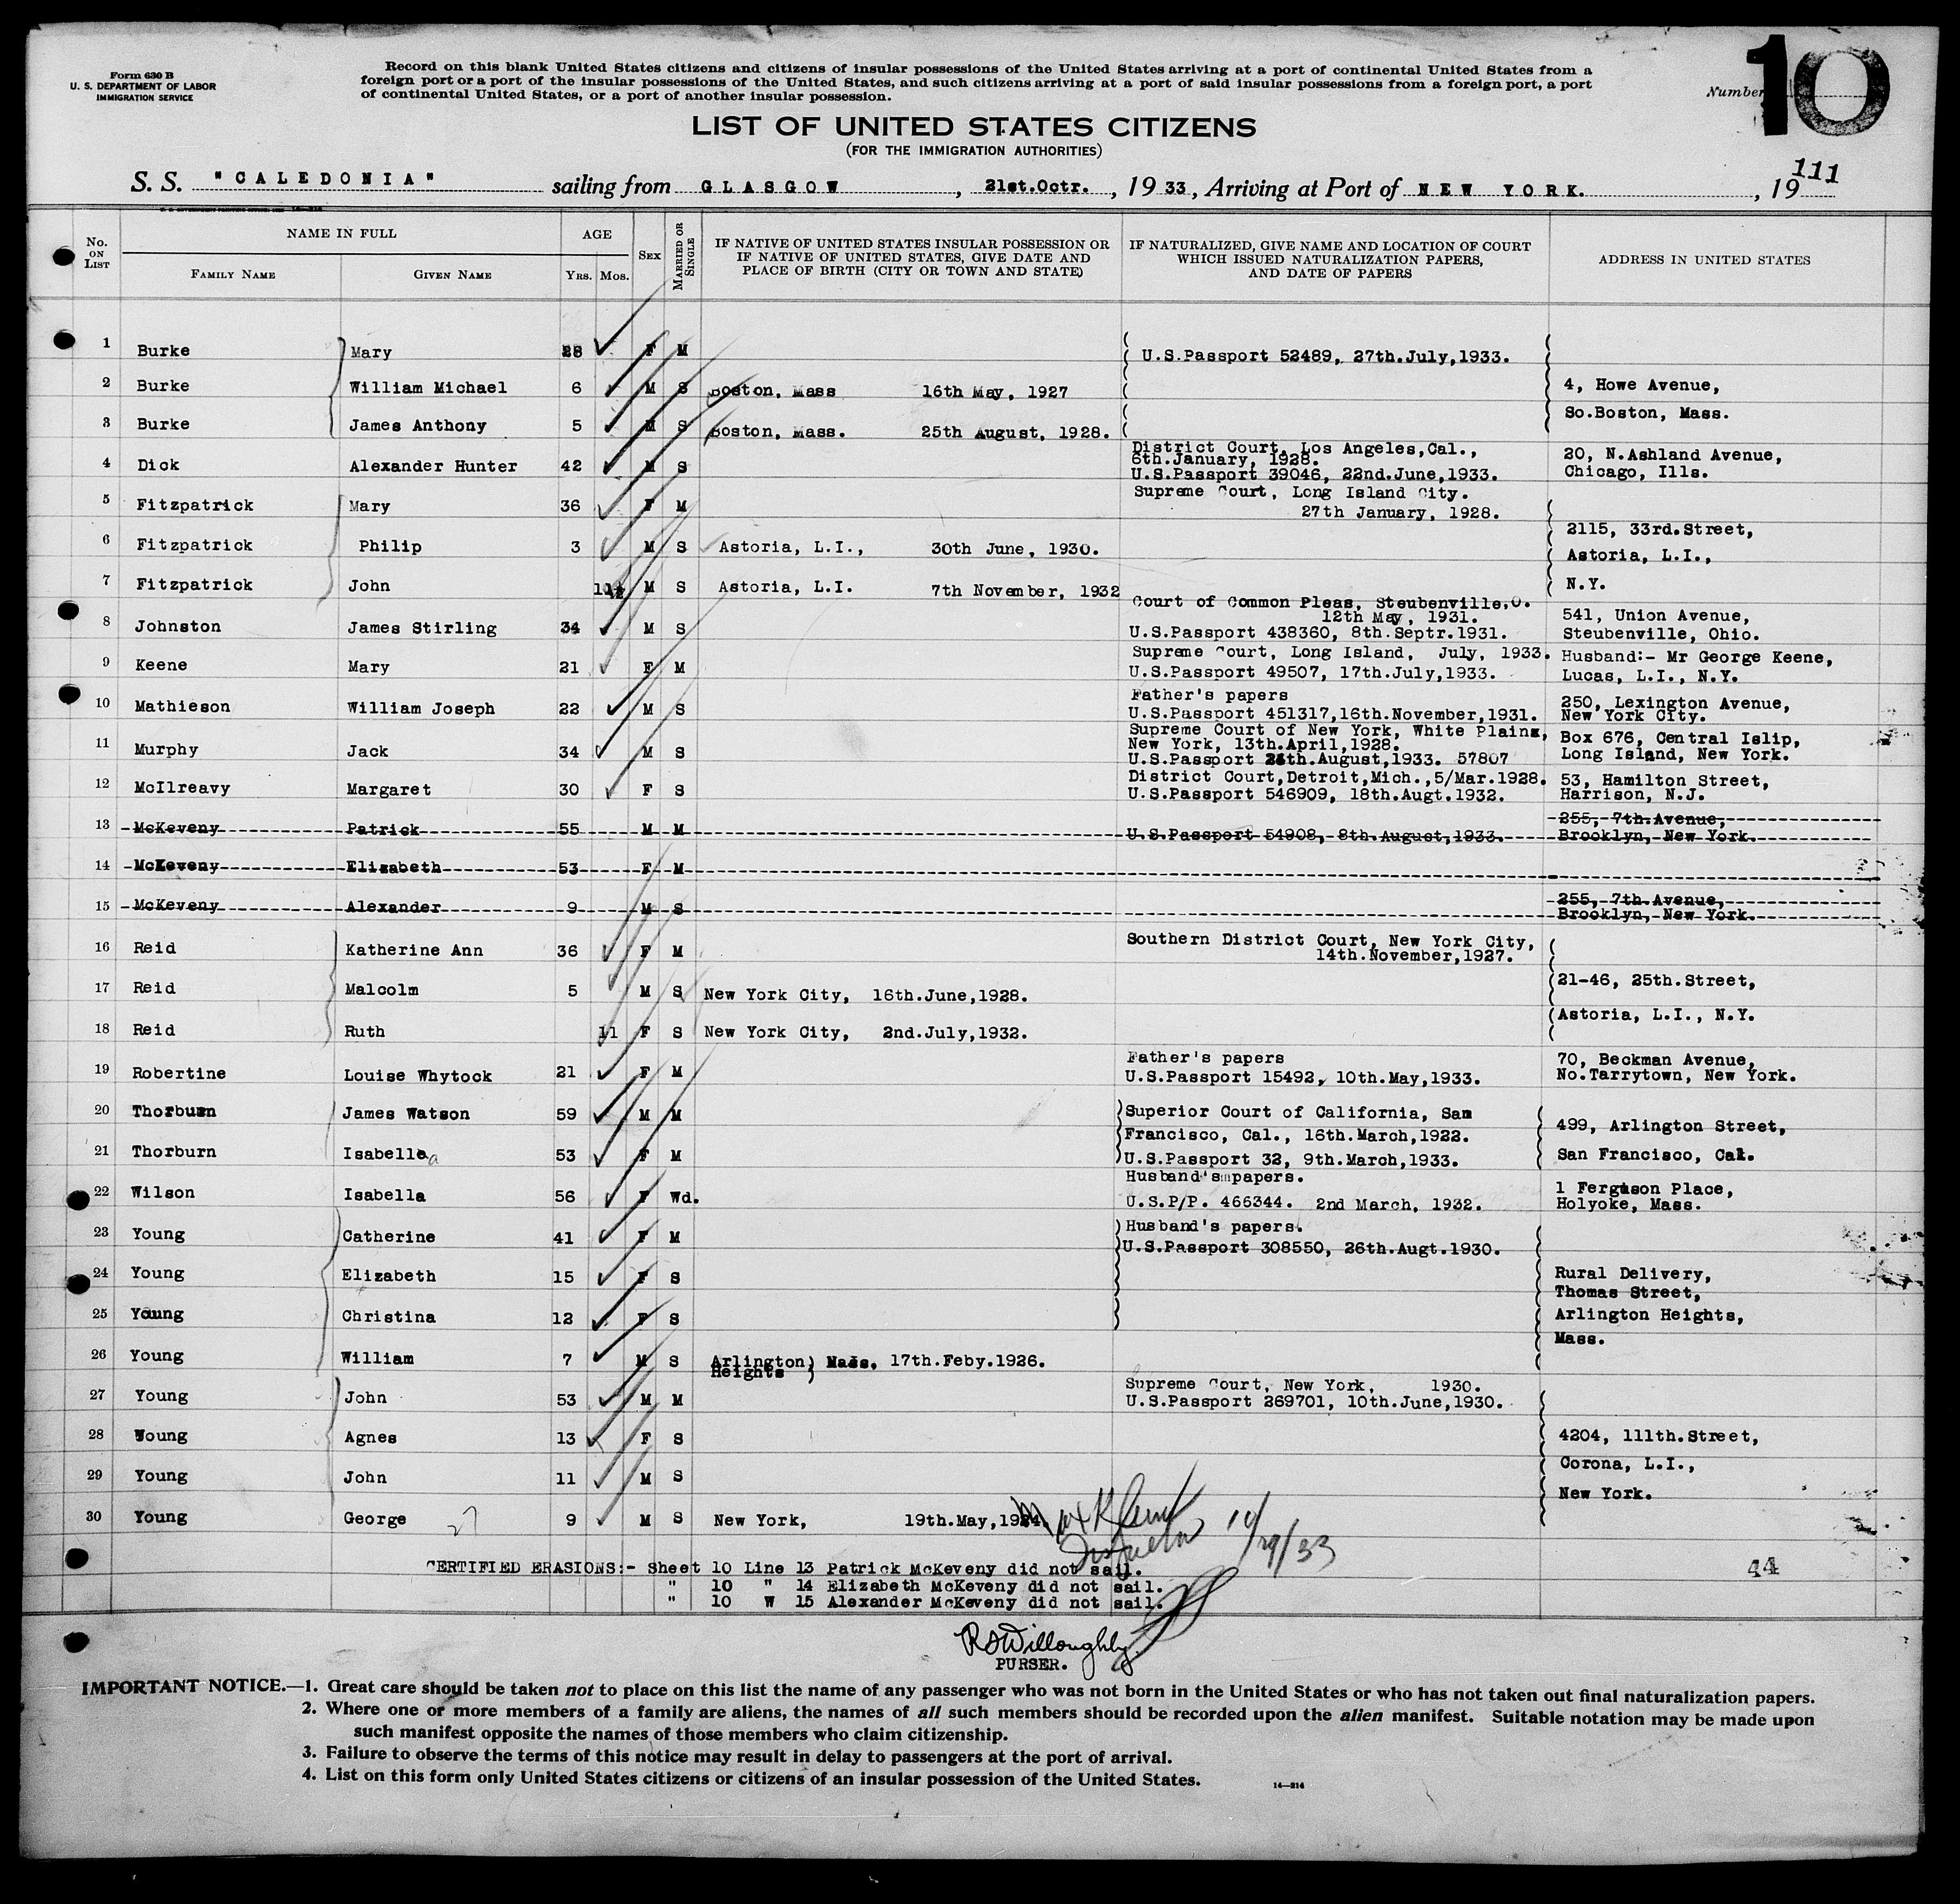 Form 630 B
U. S. DEPARTMENT OF LABOR
IMMIGRATION SERVICE
Record on this blank United States citizens and citizens of insular possessions of the United States arriving at a port of continental United States from a
foreign port or a port of the insular possessions of the United States, and such citizens arriving at a port of said insular possessions from a foreign port, a port
of continental United States, or a port of another insular possession.
Number 10
LIST OF UNITED STATES CITIZENS
(FOR THE IMMIGRATION AUTHORITIES)
111
S. S. "CALEDONIA" sailing from GLASGOW, 21st.Octr., 1933, Arriving at Port of NEW YORK., 19
No. ON LIST NAME IN FULL FAMILY NAME GIVEN NAME AGE YRS. MOS. SEX MARRIED OR SINGLE IF NATIVE OF UNITED STATES INSULAR POSSESSION OR IF NATIVE OF UNITED STATES, GIVE DATE AND PLACE OF BIRTH (CITY OR TOWN AND STATE) IF NATURALIZED, GIVE NAME AND LOCATION OF COURT WHICH ISSUED NATURALIZATION PAPERS, AND DATE OF PAPERS ADDRESS IN UNITED STATES
1 Burke Mary 28 F M U.S.Passport 52489, 27th.July,1933.
2 Burke William Michael 6 M S Boston, Mass 16th May, 1927 4, Howe Avenue,
3 Burke James Anthony 5 M S Boston, Mass. 25th August, 1928. So.Boston, Mass.
4 Dick Alexander Hunter 42 M S District Court, Los Angeles,Cal., 6th.January, 1928. U.S.Passport 39046, 22nd.June,1933. 20, N.Ashland Avenue, Chicago, Ills.
5 Fitzpatrick Mary 36 F M Supreme Court, Long Island City. 27th January, 1928.
6 Fitzpatrick Philip 3 M S Astoria, L.I., 30th June, 1930. 2115, 33rd.Street, Astoria, L.I.,
7 Fitzpatrick John M S Astoria, L.I. 7th November, 1932 N.Y.
8 Johnston James Stirling 34 M S Court of Common Pleas, Steubenville,O. 12th May, 1931. U.S.Passport 438360, 8th.Septr.1931. 541, Union Avenue, Steubenville, Ohio.
9 Keene Mary 21 F M Supreme Court, Long Island, July, 1933. U.S.Passport 49507, 17th.July,1933. Husband:- Mr George Keene, Lucas, L.I., N.Y.
10 Mathieson William Joseph 22 M S Father's papers U.S.Passport 451317,16th.November,1931. 250, Lexington Avenue, New York City.
11 Murphy Jack 34 M S Supreme Court of New York, White Plains, New York, 13th.April,1928. U.S.Passport August,1933. 57807 Box 676, Central Islip, Long Island, New York.
12 McIlreavy Margaret 30 F S District Court,Detroit,Mich.,5/Mar.1928. U.S.Passport 546909, 18th.Augt.1932. 53, Hamilton Street, Harrison, N.J.
13 McKeveny Patrick 55 M M U.S.Passport 54908, 8th.August,1933. 255, 7th.Avenue, Brooklyn, New York.
14 McKeveny Elizabeth 53 F M
15 McKeveny Alexander 9 M S 255, 7th.Avenue, Brooklyn, New York.
16 Reid Katherine Ann 36 F M Southern District Court, New York City, 14th.November,1927.
17 Reid Malcolm 5 M S New York City, 16th.June,1928. 21-46, 25th.Street,
18 Reid Ruth 11 F S New York City, 2nd.July,1932. Astoria, L.I., N.Y.
19 Robertine Louise Whytock 21 F M Father's papers U.S.Passport 15492, 10th.May,1933. 70, Beckman Avenue, No.Tarrytown, New York.
20 Thorburn James Watson 59 M M Superior Court of California, San Francisco, Cal., 16th.March,1922. 499, Arlington Street,
21 Thorburn Isabella 53 F M U.S.Passport 32, 9th.March,1933. San Francisco, Cal.
22 Wilson Isabella 56 F Wd. Husband's papers. U.S.P/P. 466344. 2nd March, 1932. 1 Ferguson Place, Holyoke, Mass.
23 Young Catherine 41 F M Husband's papers. U.S.Passport 308550, 26th.Augt.1930.
24 Young Elizabeth 15 F S Rural Delivery, Thomas Street,
25 Young Christina 12 F S Arlington Heights, Mass.
26 Young William 7 M S Arlington Heights) Mass. 17th.Feby.1926.
27 Young John 53 M M Supreme Court, New York, 1930. U.S.Passport 269701, 10th.June,1930.
28 Young Agnes 13 F S 4204, 111th.Street,
29 Young John 11 M S Corona, L.I.,
30 Young George 27 9 M S New York, 19th.May,1924. New York.
Inspector 10/29/33
CERTIFIED ERASIONS:- Sheet 10 Line 13 Patrick McKeveny did not sail.
" 10 " 14 Elizabeth McKeveny did not sail.
" 10 W 15 Alexander McKeveny did not sail.
44
RSWilloughby
PURSER.
IMPORTANT NOTICE.—1. Great care should be taken not to place on this list the name of any passenger who was not born in the United States or who has not taken out final naturalization papers.
2. Where one or more members of a family are aliens, the names of all such members should be recorded upon the alien manifest. Suitable notation may be made upon
such manifest opposite the names of those members who claim citizenship.
3. Failure to observe the terms of this notice may result in delay to passengers at the port of arrival.
4. List on this form only United States citizens or citizens of an insular possession of the United States.
14—214